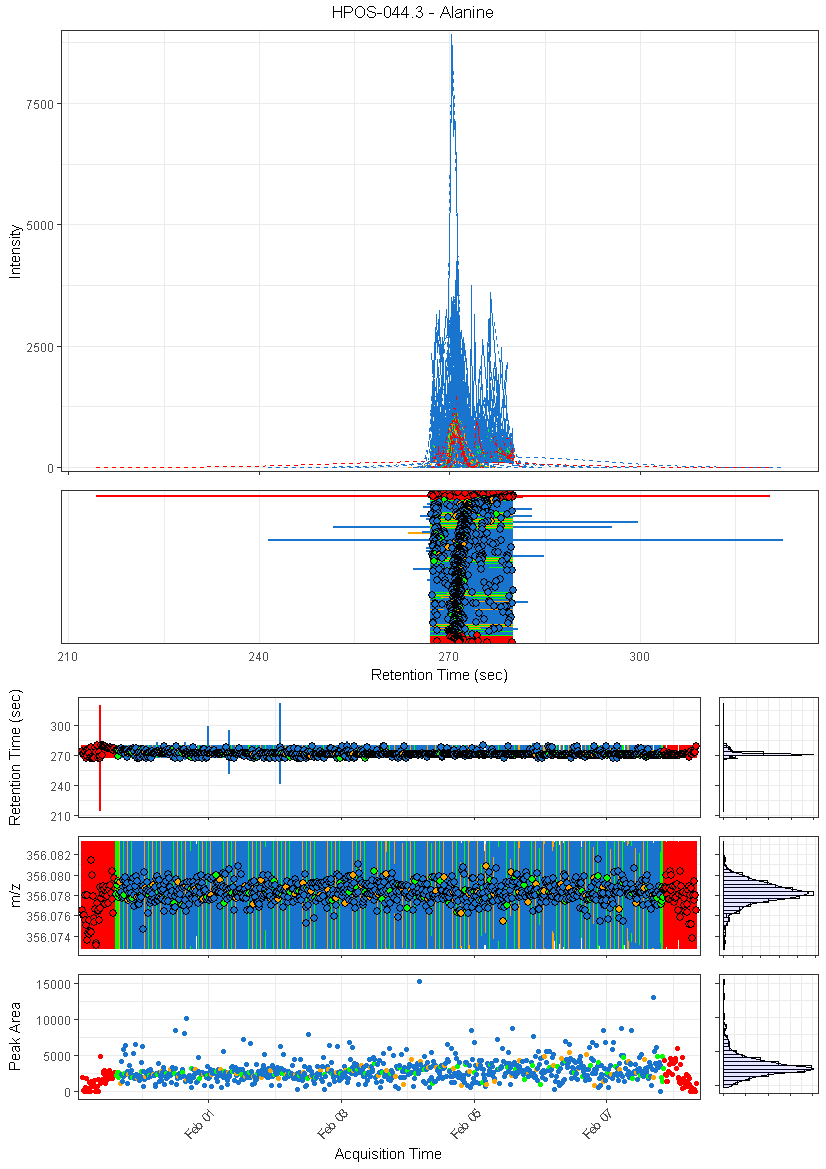 HPOS-044.3 - Alanine
Intensity
7500
5000
2500
0
210
240
270
300
Retention Time (sec)
Retention Time (sec)
300
270
240
210
m/z
356.082
356.080
356.078
356.076
356.074
Peak Area
15000
10000
5000
0
Feb 01
Feb 03
Feb 05
Feb 07
Acquisition Time